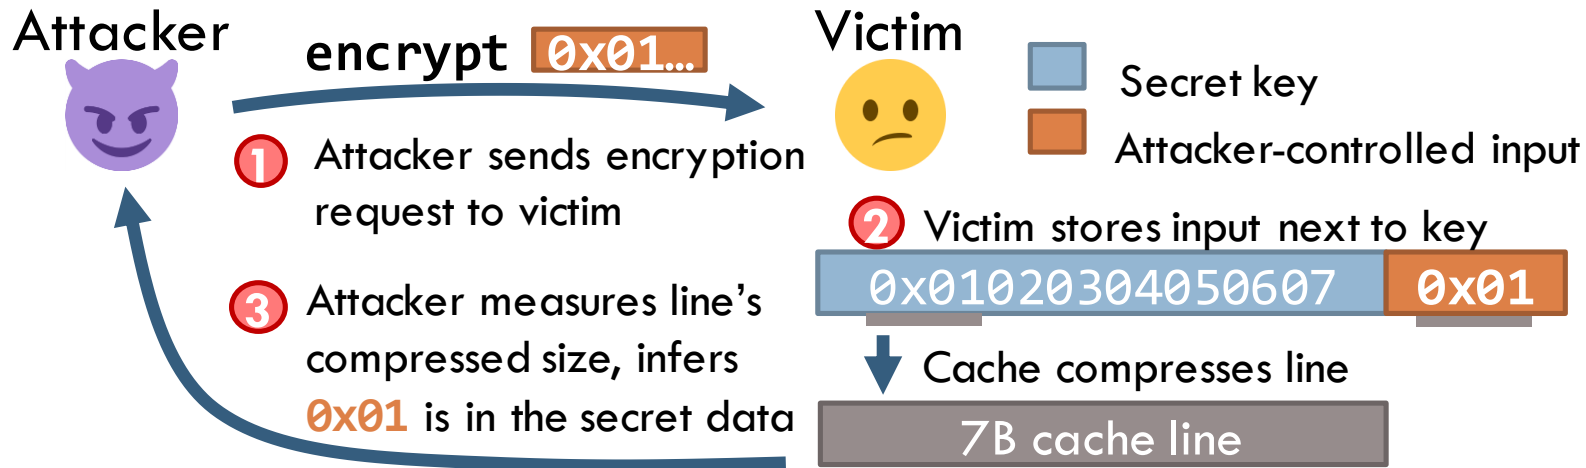 Attacker
encrypt 0x01...
Victim
Secret key
Attacker-controlled input
1 Attacker sends encryption
request to victim
2 Victim stores input next to key
0x01020304050607 0x01
Cache compresses line
7B cache line
3 Attacker measures line’s
compressed size, infers
0x01 is in the secret data